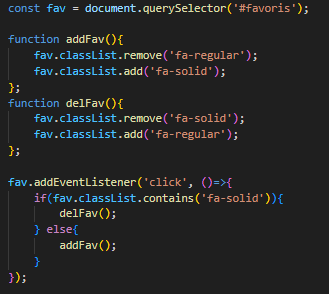 const fav = document.querySelector('#favoris');

function addFav(){
    fav.classList.remove('fa-regular');
    fav.classList.add('fa-solid');
};
function delFav(){
    fav.classList.remove('fa-solid');
    fav.classList.add('fa-regular');
};

fav.addEventListener('click', ()=>{
    if(fav.classList.contains('fa-solid')){
        delFav();
    } else{
        addFav();
    }
});